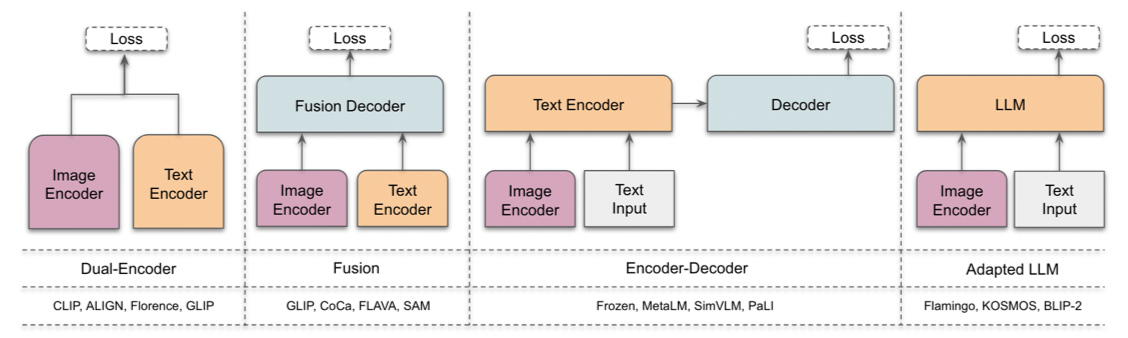 Loss
Image
Encoder
Text
Encoder
Dual-Encoder
CLIP, ALIGN, Florence, GLIP
Loss
Fusion Decoder
Image
Encoder
Text
Encoder
Fusion
GLIP, CoCa, FLAVA, SAM
Loss
Text Encoder
Decoder
Image
Encoder
Text
Input
Encoder-Decoder
Frozen, MetaLM, SimVLM, PaLI
Loss
LLM
Image
Encoder
Text
Input
Adapted LLM
Flamingo, KOSMOS, BLIP-2